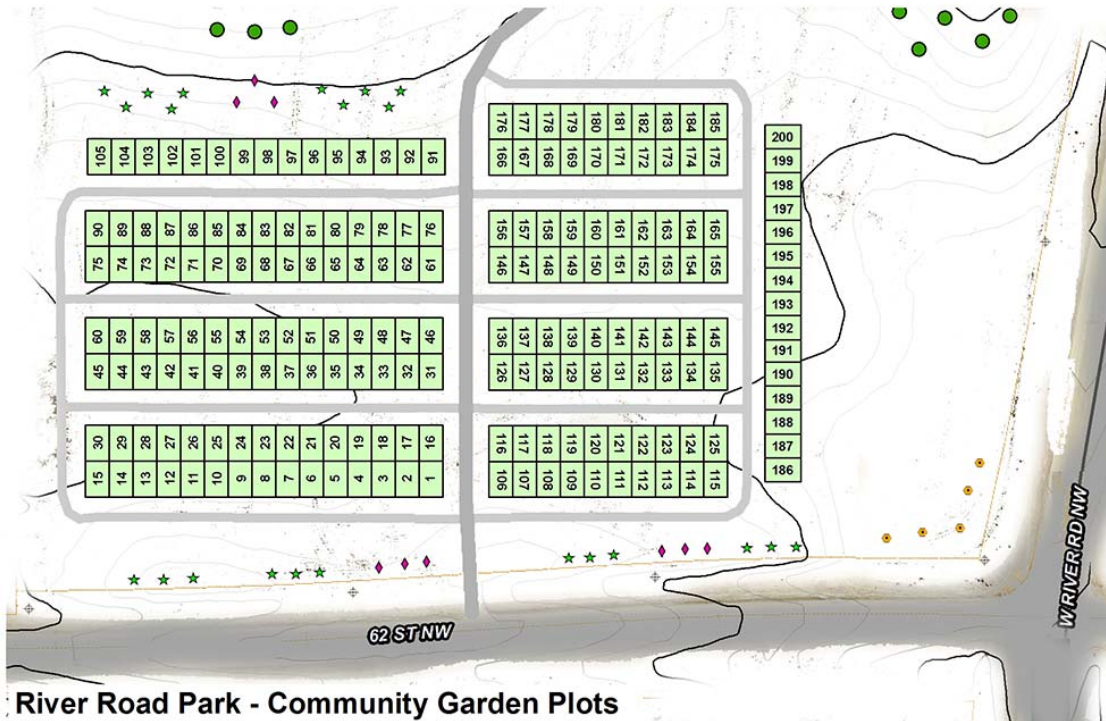 176 177 178 179 180 181 182 183 184 185
166 167 168 169 170 171 172 173 174 175
105 104 103 102 101 100 99 98 97 96 95 94 93 92 91
156 157 158 159 160 161 162 163 164 165
146 147 148 149 150 151 152 153 154 155
90 89 88 87 86 85 84 83 82 81 80 79 78 77 76
75 74 73 72 71 70 69 68 67 66 65 64 63 62 61
136 137 138 139 140 141 142 143 144 145
126 127 128 129 130 131 132 133 134 135
60 59 58 57 56 55 54 53 52 51 50 49 48 47 46
45 44 43 42 41 40 39 38 37 36 35 34 33 32 31
116 117 118 119 120 121 122 123 124 125
106 107 108 109 110 111 112 113 114 115
30 29 28 27 26 25 24 23 22 21 20 19 18 17 16
15 14 13 12 11 10 9 8 7 6 5 4 3 2 1
200
199
198
197
196
195
194
193
192
191
190
189
188
187
186
62 ST NW
W RIVER RD NW
River Road Park - Community Garden Plots